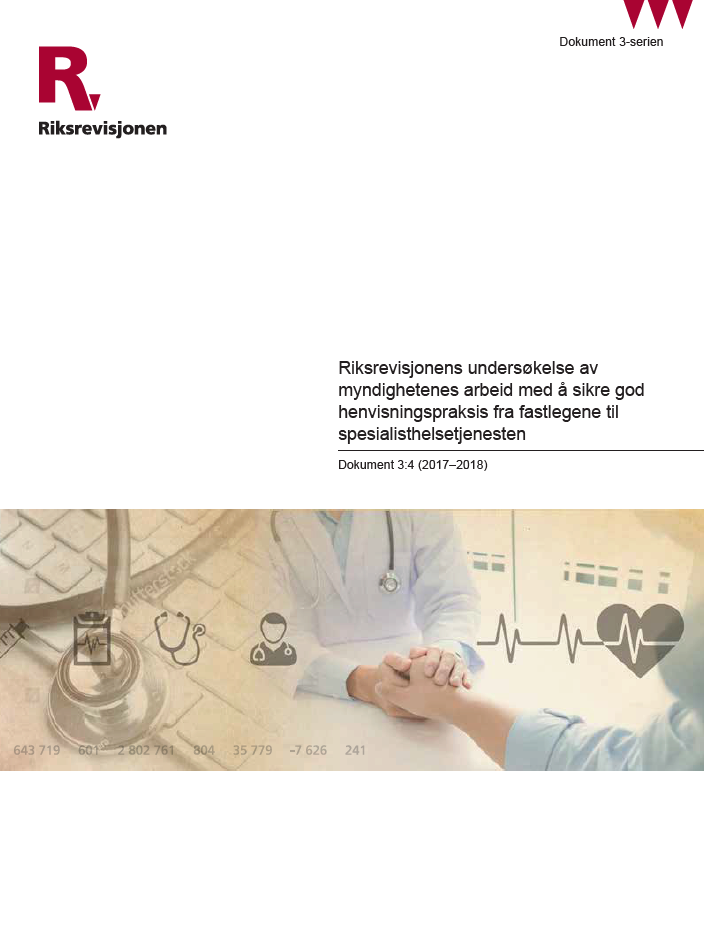 Dokument 3-serien
R
Riksrevisjonen
Riksrevisjonens undersøkelse av
myndighetenes arbeid med å sikre god
henvisningspraksis fra fastlegene til
spesialisthelsetjenesten
Dokument 3:4 (2017–2018)
shutterstock
643 719 601 2 802 761 804 35 779 –7 626 241